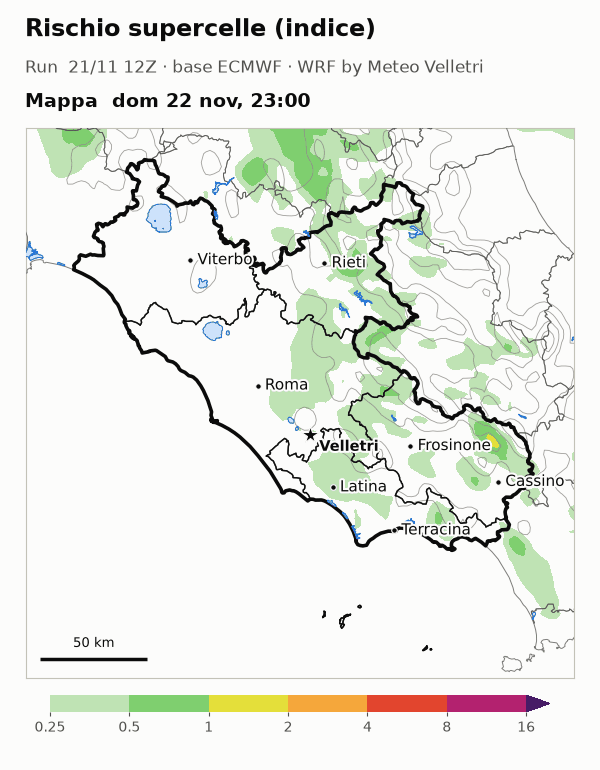 Rischio supercelle (indice)
Run  21/11 12Z · base ECMWF · WRF by Meteo Velletri
Mappa  dom 22 nov, 23:00
Viterbo
Rieti
Roma
Velletri
Frosinone
Latina
Cassino
Terracina
50 km
0.25 0.5 1 2 4 8 16